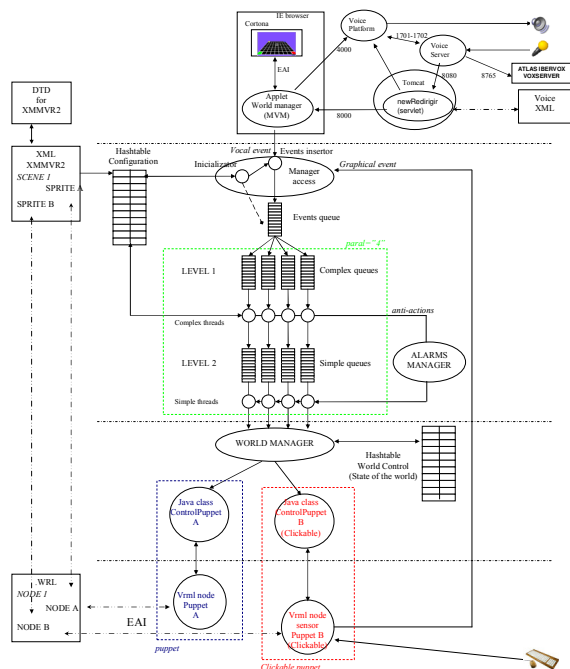 IE browser
Cortona
EAI
Applet
World manager
(MVM)
Voice
Platform
4000
1701-1702
Voice
Server
8080
8765
ATLAS IBERVOX
VOXSERVER
Tomcat
newRedirigir
(servlet)
8000
Voice
XML
DTD
for
XMMVR2
XML
XMMVR2
SCENE 1
SPRITE A
SPRITE B
Hashtable
Configuration
Vocal event
Events insertor
Graphical event
Inicializator
Manager
access
Events queue
paral="4"
LEVEL 1
Complex queues
Complex threads
anti-actions
LEVEL 2
Simple queues
ALARMS
MANAGER
Simple threads
WORLD MANAGER
Hashtable
World Control
(State of the world)
Java class
ControlPuppet
A
Java class
ControlPuppet
B
(Clickable)
.WRL
NODE 1
NODE A
NODE B
EAI
Vrml node
Puppet
A
puppet
Vrml node
sensor
Puppet B
(Clickable)
Clickable puppet